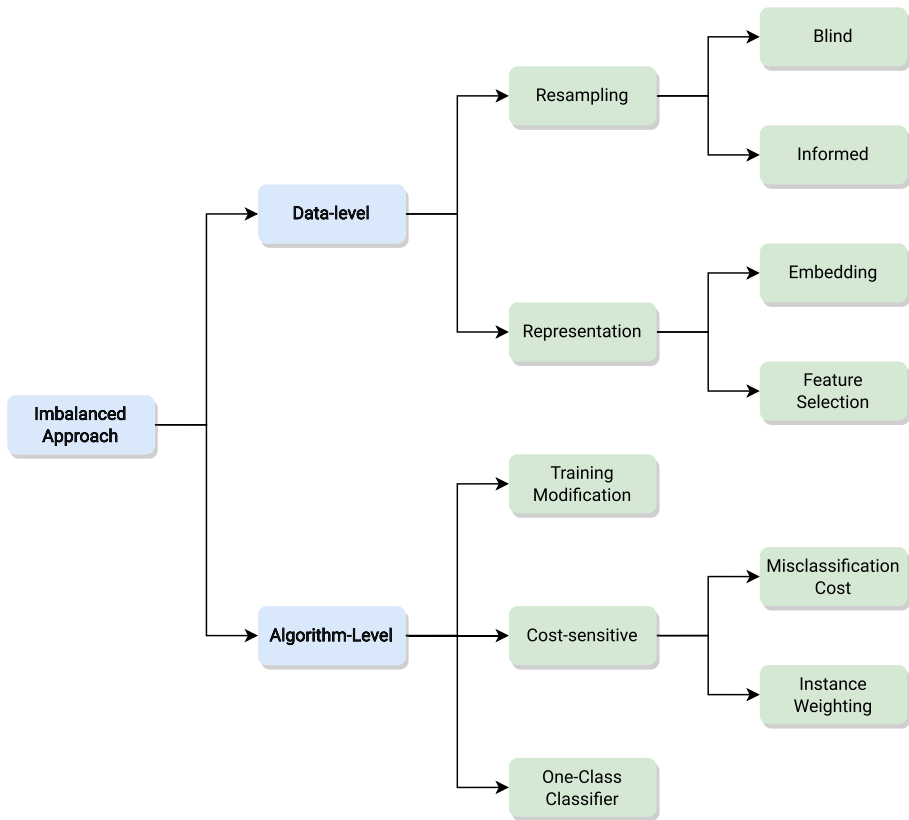 Blind
Resampling
Informed
Data-level
Embedding
Representation
Feature
Selection
Imbalanced
Approach
Training
Modification
Misclassification
Cost
Algorithm-Level
Cost-sensitive
Instance
Weighting
One-Class
Classifier